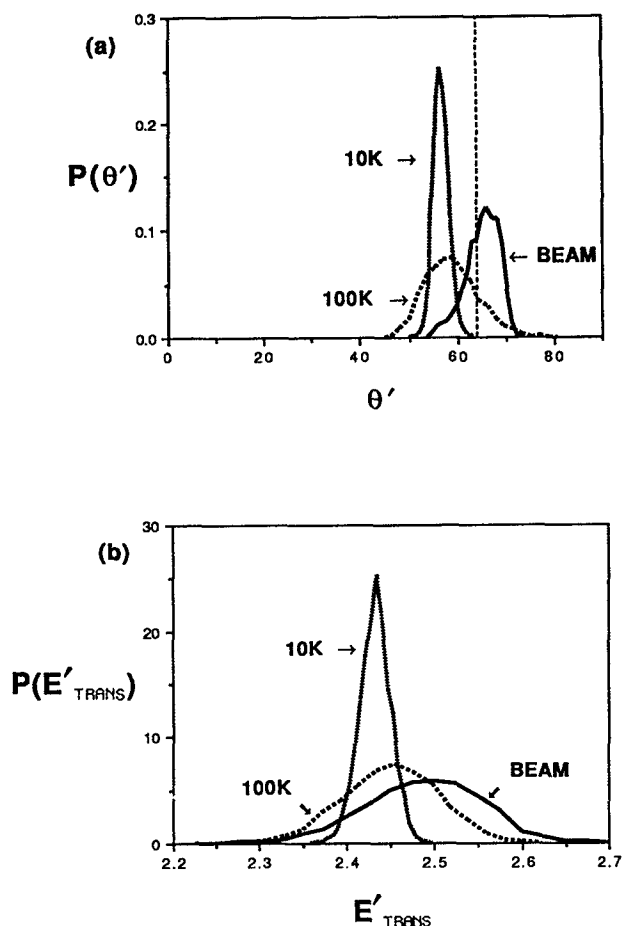 (a)
0.3
0.2
0.1
0.0
P(θ′)
10K →
100K →
← BEAM
0 20 40 60 80
θ′
(b)
30
20
10
0
P(E′TRANS)
10K →
100K
BEAM
2.2 2.3 2.4 2.5 2.6 2.7
E′TRANS